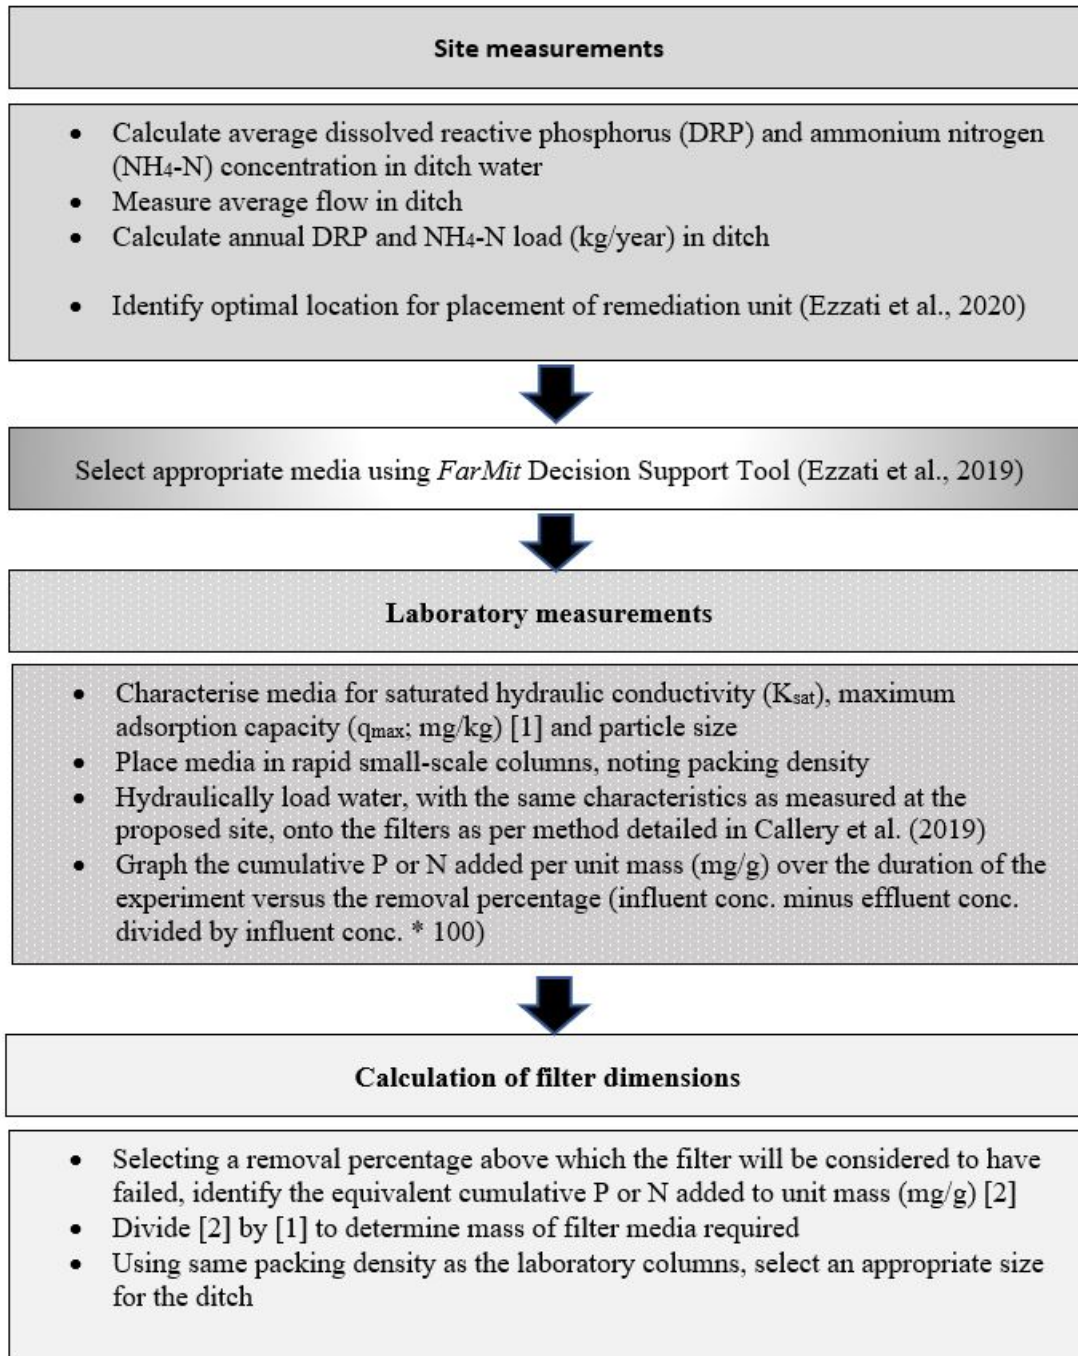 Site measurements
• Calculate average dissolved reactive phosphorus (DRP) and ammonium nitrogen
(NH4-N) concentration in ditch water
• Measure average flow in ditch
• Calculate annual DRP and NH4-N load (kg/year) in ditch
• Identify optimal location for placement of remediation unit (Ezzati et al., 2020)
Select appropriate media using FarMit Decision Support Tool (Ezzati et al., 2019)
Laboratory measurements
• Characterise media for saturated hydraulic conductivity (Ksat), maximum
adsorption capacity (qmax; mg/kg) [1] and particle size
• Place media in rapid small-scale columns, noting packing density
• Hydraulically load water, with the same characteristics as measured at the
proposed site, onto the filters as per method detailed in Callery et al. (2019)
• Graph the cumulative P or N added per unit mass (mg/g) over the duration of the
experiment versus the removal percentage (influent conc. minus effluent conc.
divided by influent conc. * 100)
Calculation of filter dimensions
• Selecting a removal percentage above which the filter will be considered to have
failed, identify the equivalent cumulative P or N added to unit mass (mg/g) [2]
• Divide [2] by [1] to determine mass of filter media required
• Using same packing density as the laboratory columns, select an appropriate size
for the ditch